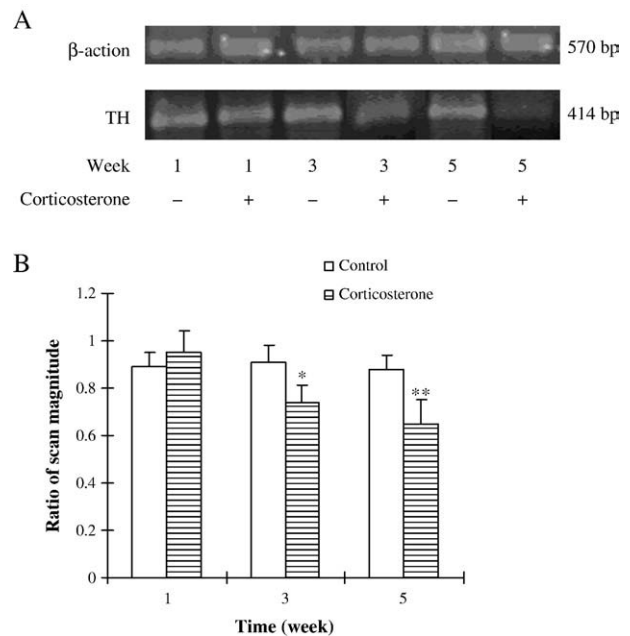 A
β-action 570 bp
TH 414 bp
Week 1 1 3 3 5 5
Corticosterone – + – + – +
B
Control
Corticosterone
1.2
1
0.8
0.6
0.4
0.2
0
* **
1 3 5
Ratio of scan magnitude
Time (week)